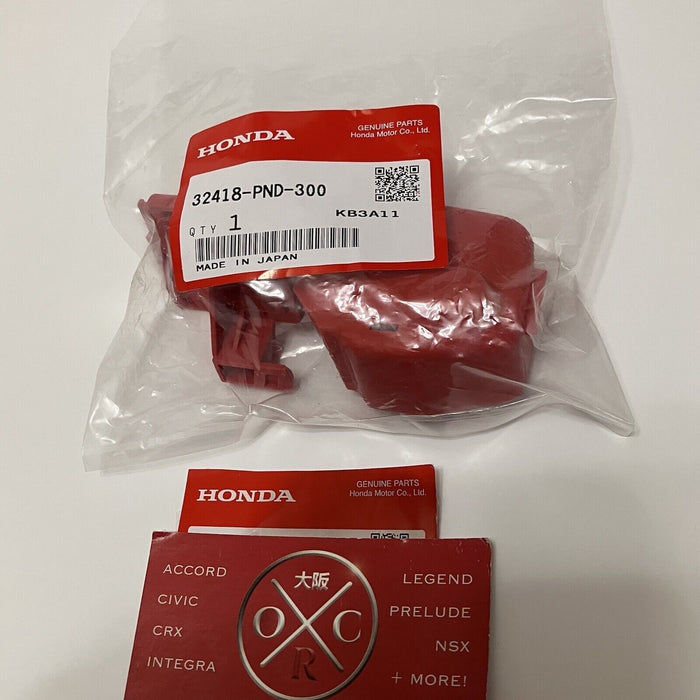 HONDA
GENUINE PARTS
Honda Motor Co., Ltd.
32418-PND-300
QTY 1
KB3A11
MADE IN JAPAN
HONDA
GENUINE PARTS
Honda Motor Co., Ltd.
ACCORD
CIVIC
CRX
INTEGRA
大阪
O
C
R
LEGEND
PRELUDE
NSX
+ MORE!